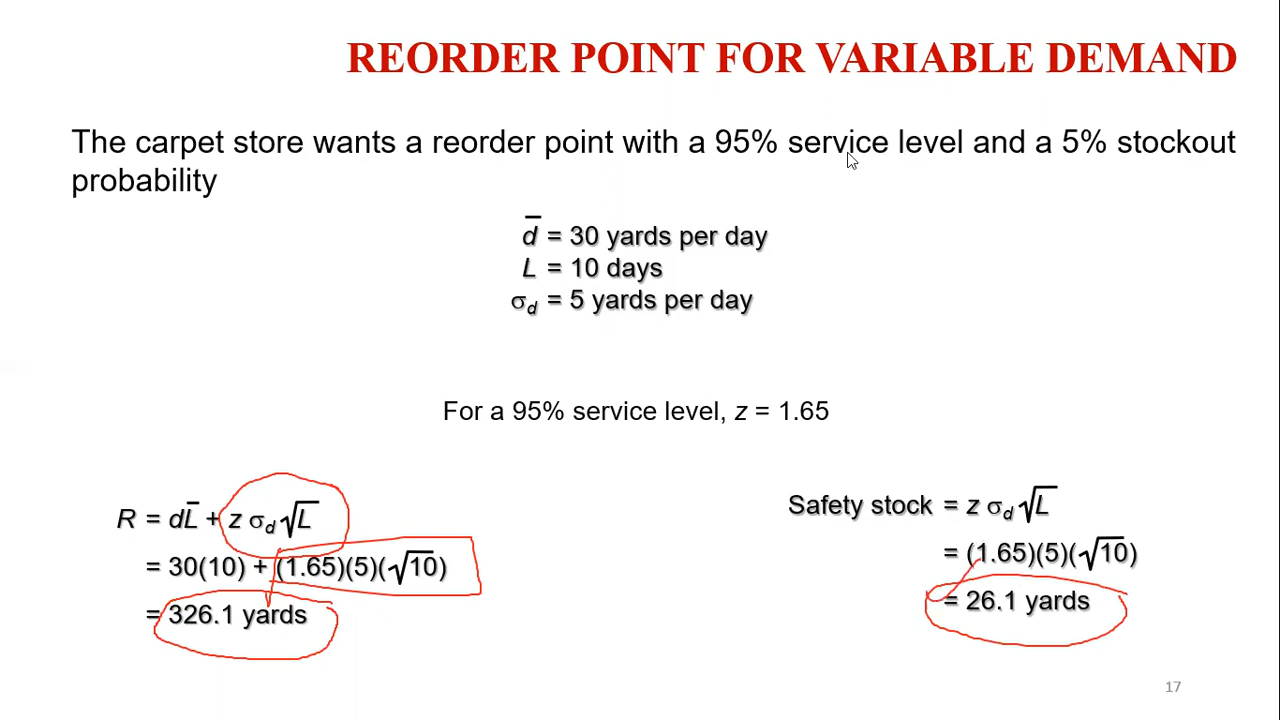 REORDER POINT FOR VARIABLE DEMAND
The carpet store wants a reorder point with a 95% service level and a 5% stockout
probability
d̅ = 30 yards per day
L = 10 days
σd = 5 yards per day
For a 95% service level, z = 1.65
R = dL̅ + z σd √L
= 30(10) + (1.65)(5)(√10)
= 326.1 yards
Safety stock = z σd √L
= (1.65)(5)(√10)
= 26.1 yards
17